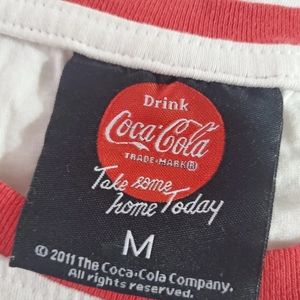 Drink
Coca-Cola
TRADE-MARK®
Take some
home Today
M
© 2011 The Coca-Cola Company.
All rights reserved.